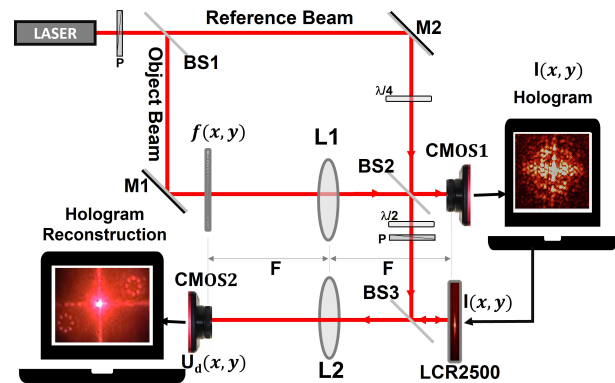 LASER
P
BS1
Reference Beam
M2
Object Beam
λ/4
I(x, y)
Hologram
f(x, y)
L1
BS2
CMOS1
M1
λ/2
P
Hologram
Reconstruction
F
F
CMOS2
BS3
I(x, y)
U_d(x, y)
L2
LCR2500